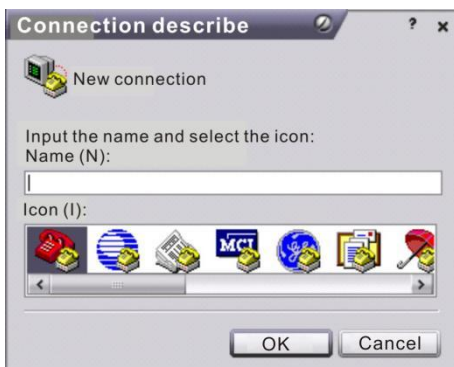 Connection describe
?
x
New connection
Input the name and select the icon:
Name (N):
Icon (I):
MCI
OK
Cancel